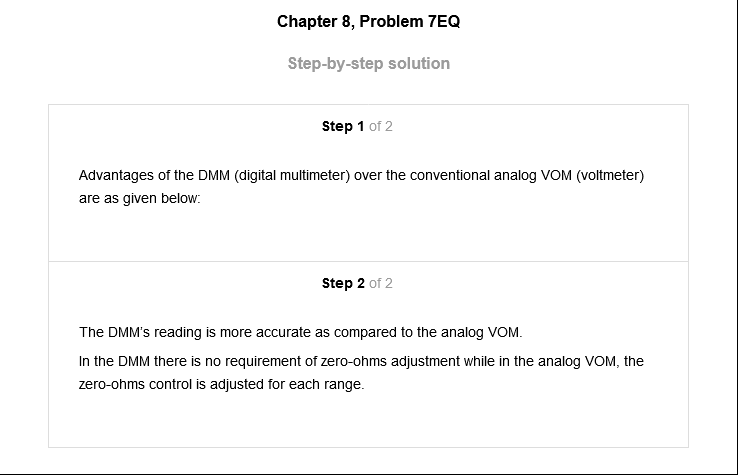 Chapter 8, Problem 7EQ
Step-by-step solution
Step 1 of 2
Advantages of the DMM (digital multimeter) over the conventional analog VOM (voltmeter)
are as given below:
Step 2 of 2
The DMM’s reading is more accurate as compared to the analog VOM.
In the DMM there is no requirement of zero-ohms adjustment while in the analog VOM, the
zero-ohms control is adjusted for each range.